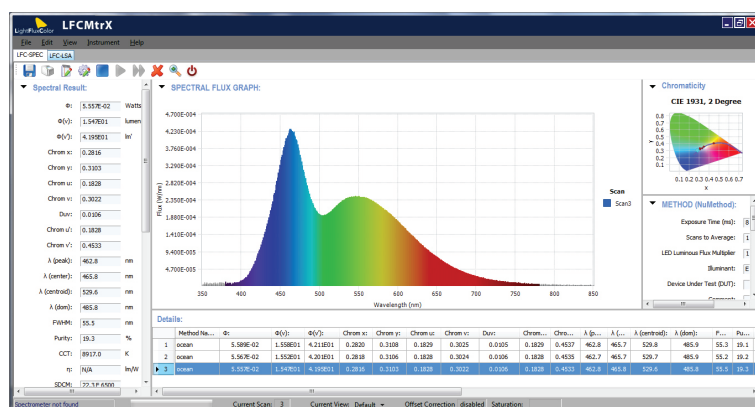 LightFluxColor LFCMtrX
File Edit View Instrument Help
LFC-SPEC LFC-LSA
Spectral Result:
Φ: 5.557E-02 Watts
Φ(v): 1.547E01 lumen
Φ(v'): 4.195E01 lm'
Chrom x: 0.2816
Chrom y: 0.3103
Chrom u: 0.1828
Chrom v: 0.3022
Duv: 0.0106
Chrom u': 0.1828
Chrom v': 0.4533
λ (peak): 462.8 nm
λ (center): 465.8 nm
λ (centroid): 529.6 nm
λ (dom): 485.8 nm
FWHM: 55.5 nm
Purity: 19.3 %
CCT: 8917.0 K
η: N/A lm/W
SDCM: 22.3 F 6500
SPECTRAL FLUX GRAPH:
Flux (W/nm)
4.700E-004
4.230E-004
3.760E-004
3.290E-004
2.820E-004
2.350E-004
1.880E-004
1.410E-004
9.400E-005
4.700E-005
350 400 450 500 550 600 650 700 750 800 850
Wavelength (nm)
Scan
Scan3
Chromaticity
CIE 1931, 2 Degree
y
0.8
0.7
0.6
0.5
0.4
0.3
0.2
0.1
0.1 0.2 0.3 0.4 0.5 0.6 0.7
x
METHOD (NuMethod):
Exposure Time (ms): 8
Scans to Average: 1
LED Luminous Flux Multiplier 1
Illuminant: E
Device Under Test (DUT):
Comment:
Details:
Method Na... Φ: Φ(v): Φ(v'): Chrom x: Chrom y: Chrom u: Chrom v: Duv: Chrom... Chro... λ (p... λ (... λ (centroid): λ (dom): F... Pu...
1 ocean 5.589E-02 1.558E01 4.211E01 0.2820 0.3108 0.1829 0.3025 0.0105 0.1829 0.4537 462.8 465.7 529.8 485.9 55.3 19.1
2 ocean 5.567E-02 1.552E01 4.201E01 0.2818 0.3106 0.1828 0.3024 0.0106 0.1828 0.4535 462.7 465.7 529.7 485.9 55.2 19.2
3 ocean 5.557E-02 1.547E01 4.195E01 0.2816 0.3103 0.1828 0.3022 0.0106 0.1828 0.4533 462.8 465.8 529.6 485.8 55.5 19.3
Spectrometer not found Current Scan: 3 Current View: Default Offset Correction disabled Saturation: